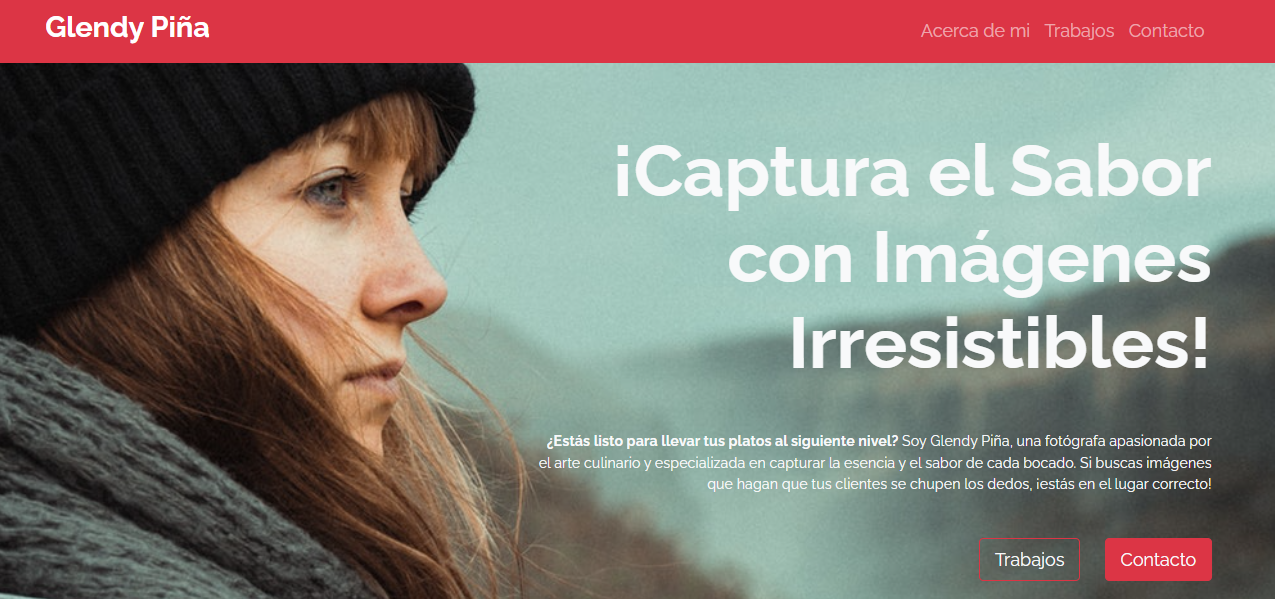 Glendy Piña
Acerca de mi Trabajos Contacto
¡Captura el Sabor
con Imágenes
Irresistibles!
¿Estás listo para llevar tus platos al siguiente nivel? Soy Glendy Piña, una fotógrafa apasionada por
el arte culinario y especializada en capturar la esencia y el sabor de cada bocado. Si buscas imágenes
que hagan que tus clientes se chupen los dedos, ¡estás en el lugar correcto!
Trabajos Contacto